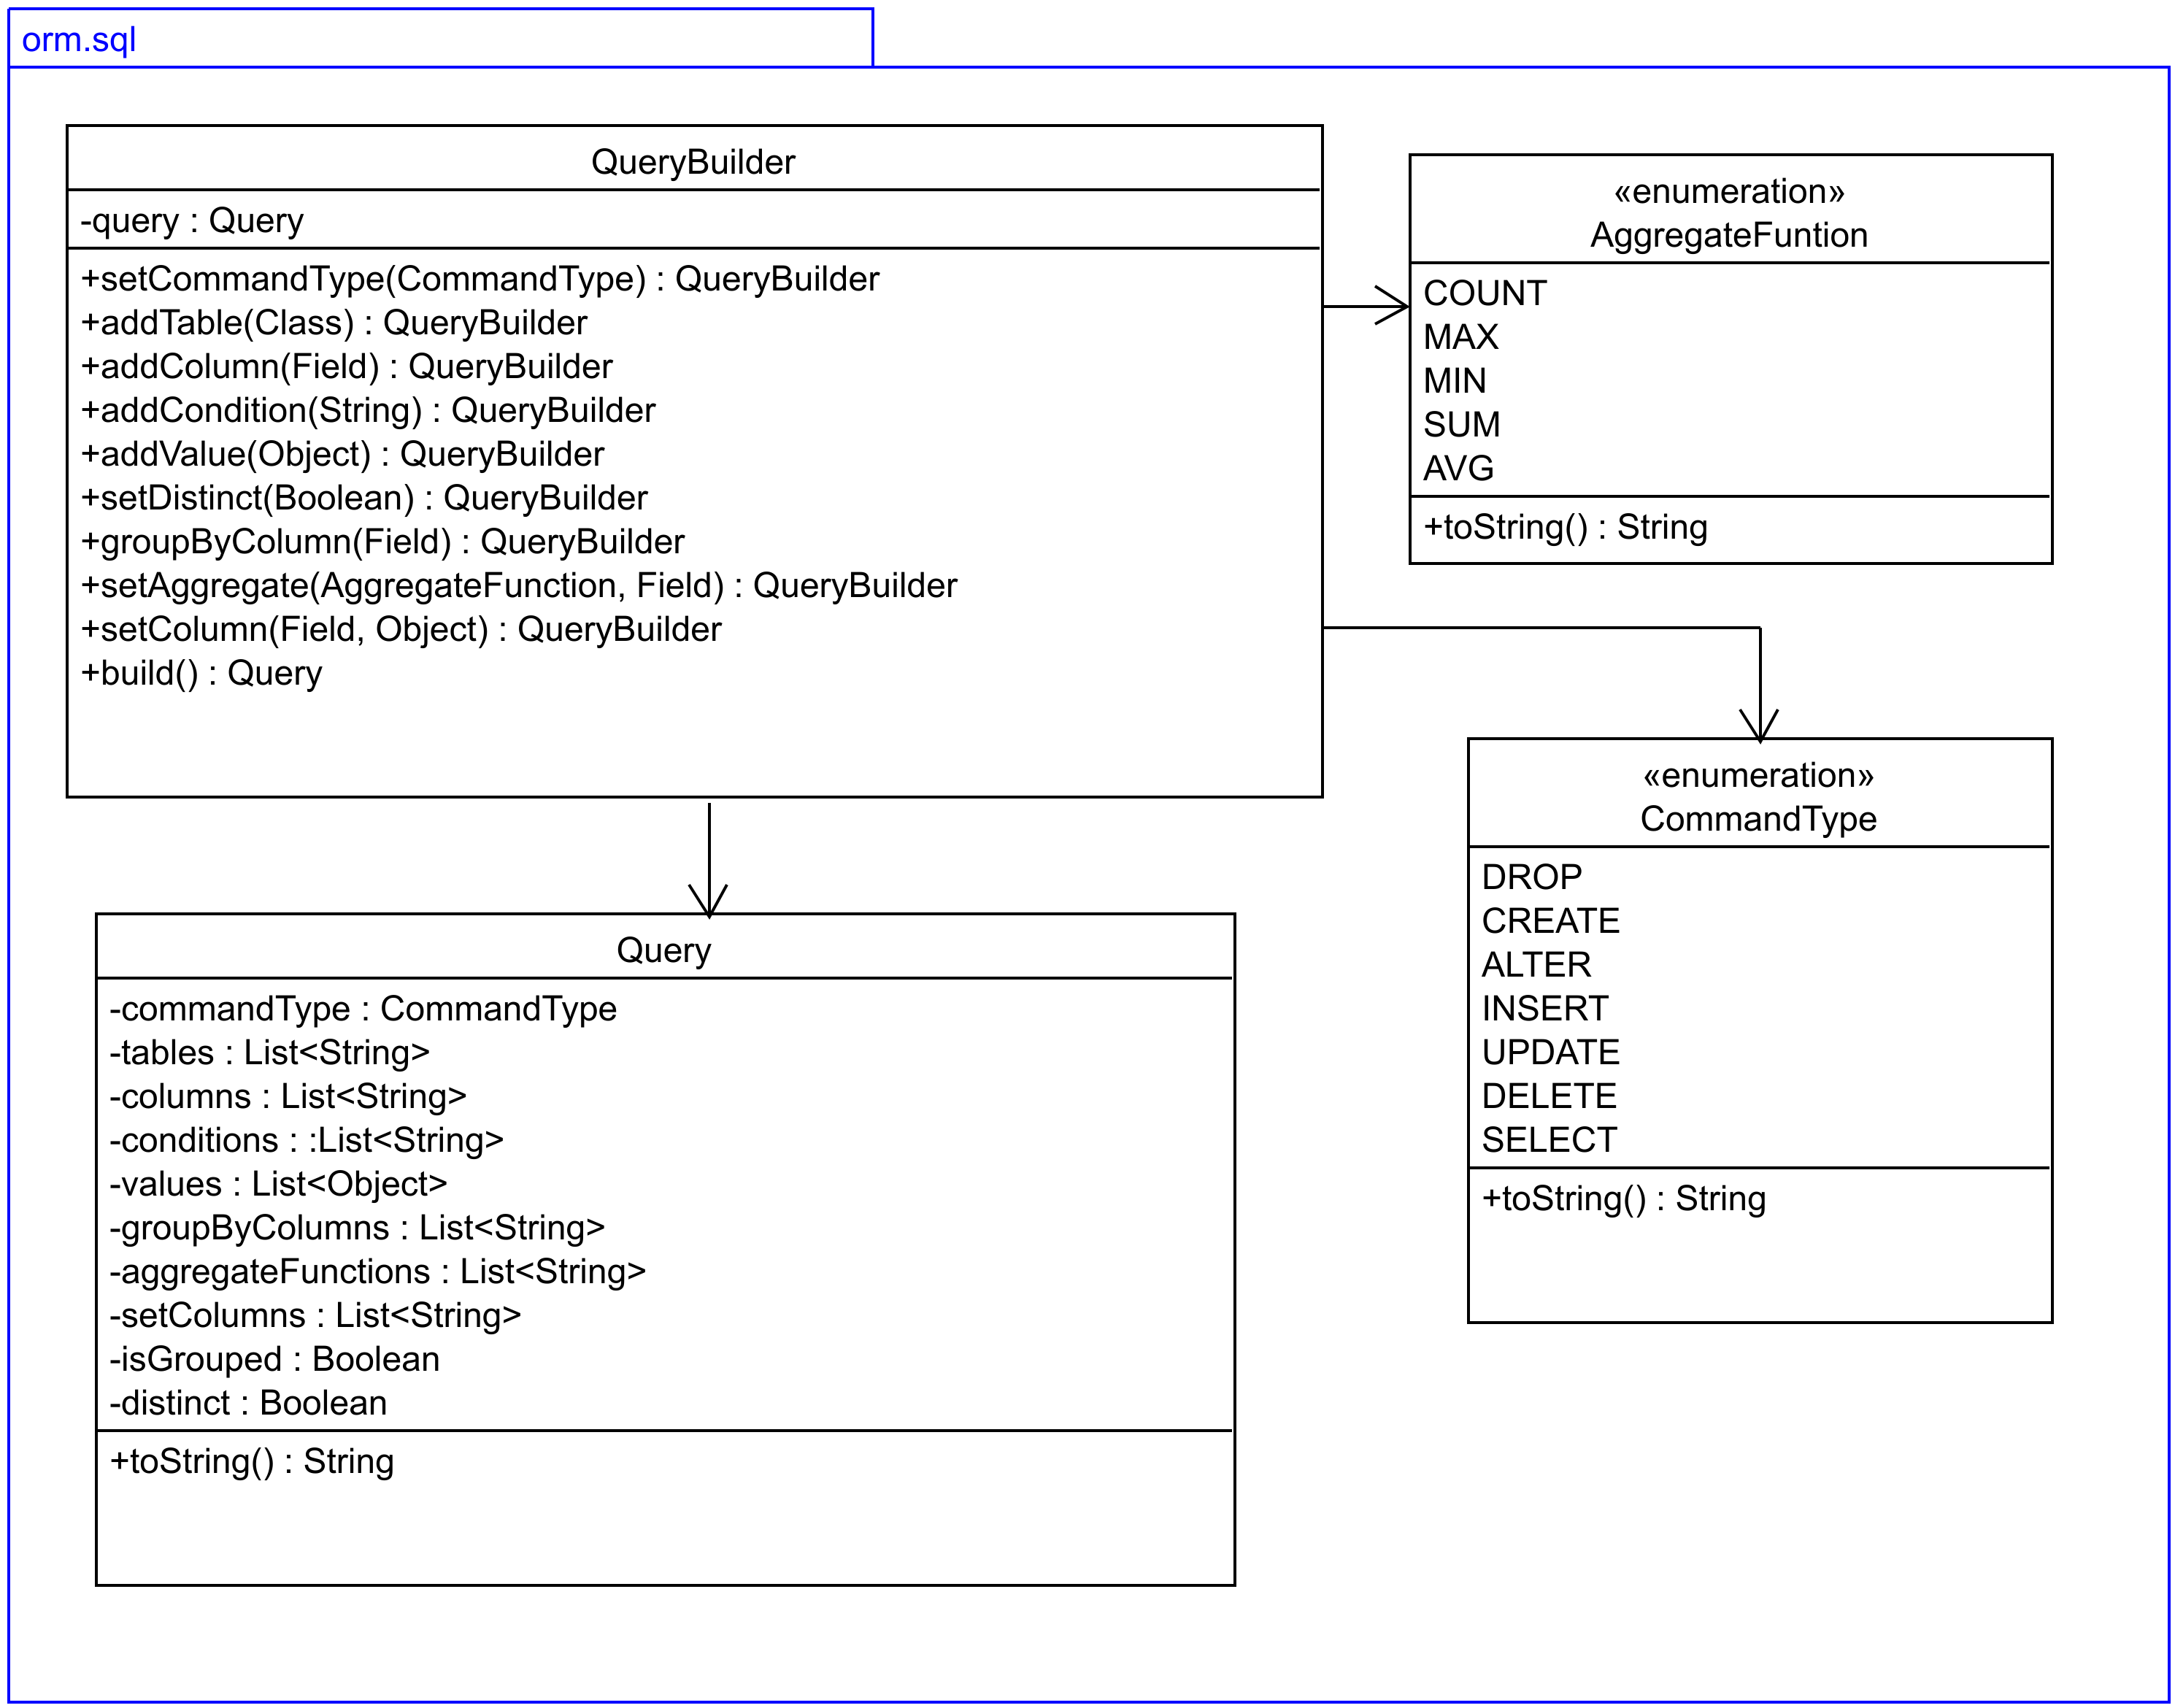 orm.sql
QueryBuilder
-query : Query
+setCommandType(CommandType) : QueryBuilder
+addTable(Class) : QueryBuilder
+addColumn(Field) : QueryBuilder
+addCondition(String) : QueryBuilder
+addValue(Object) : QueryBuilder
+setDistinct(Boolean) : QueryBuilder
+groupByColumn(Field) : QueryBuilder
+setAggregate(AggregateFunction, Field) : QueryBuilder
+setColumn(Field, Object) : QueryBuilder
+build() : Query
«enumeration»
AggregateFuntion
COUNT
MAX
MIN
SUM
AVG
+toString() : String
«enumeration»
CommandType
DROP
CREATE
ALTER
INSERT
UPDATE
DELETE
SELECT
+toString() : String
Query
-commandType : CommandType
-tables : List<String>
-columns : List<String>
-conditions : :List<String>
-values : List<Object>
-groupByColumns : List<String>
-aggregateFunctions : List<String>
-setColumns : List<String>
-isGrouped : Boolean
-distinct : Boolean
+toString() : String